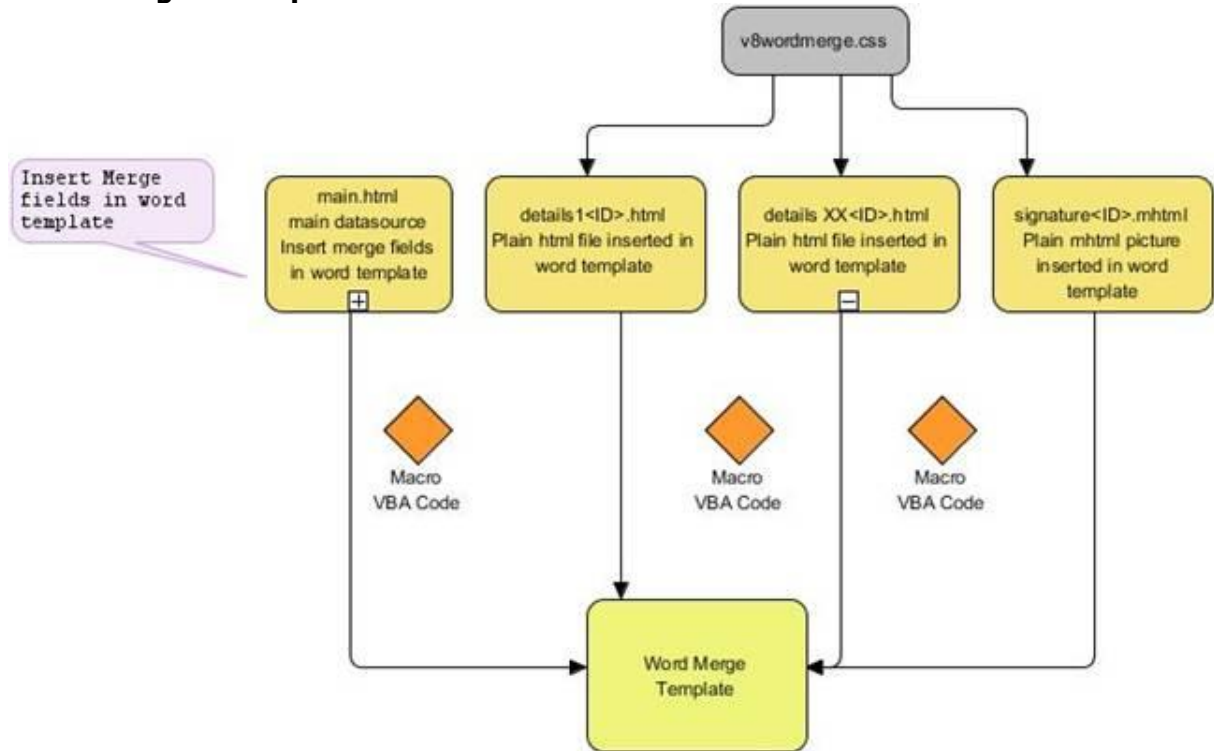 v8wordmerge.css
Insert Merge
fields in word
template
main.html
main datasource
Insert merge fields
in word template
details1<ID>.html
Plain html file inserted in
word template
details XX<ID>.html
Plain html file inserted in
word template
signature<ID>.mhtml
Plain mhtml picture
inserted in word
template
Macro
VBA Code
Macro
VBA Code
Macro
VBA Code
Word Merge
Template